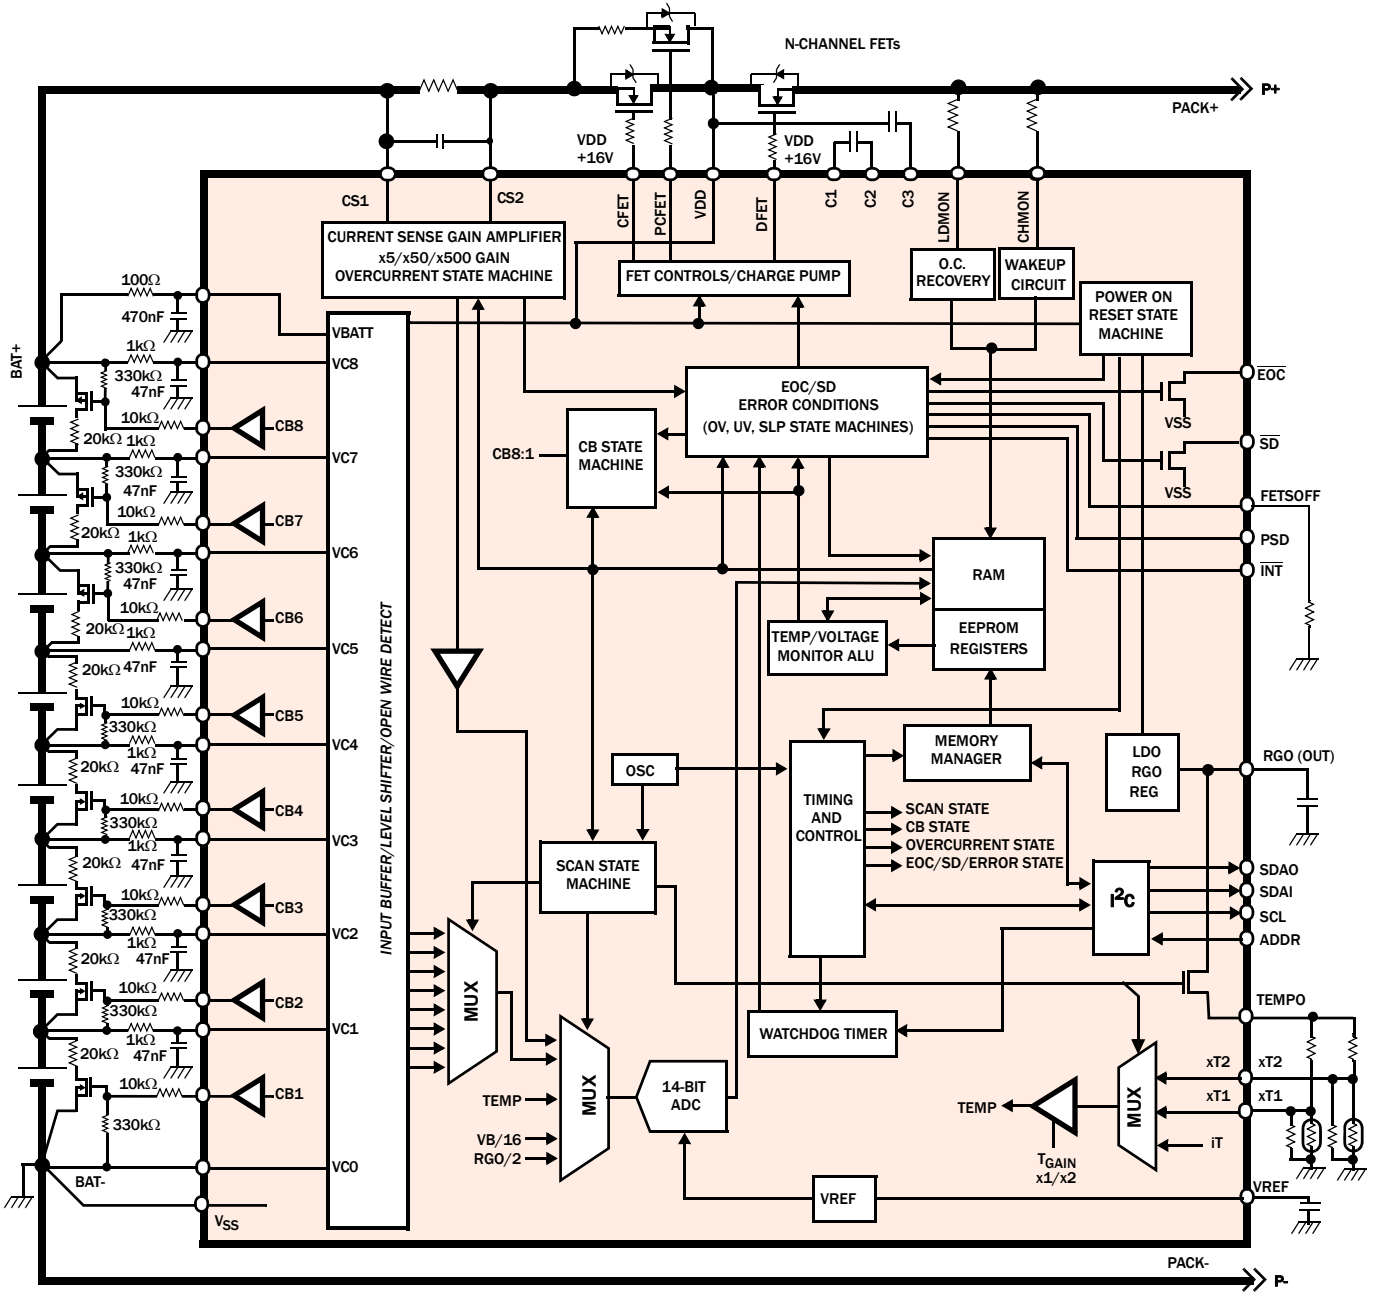 N-CHANNEL FETs
P+
PACK+
VDD
+16V
VDD
+16V
CS1
CS2
CFET
PCFET
VDD
DFET
C1
C2
C3
LDMON
CHMON
CURRENT SENSE GAIN AMPLIFIER
x5/x50/x500 GAIN
OVERCURRENT STATE MACHINE
FET CONTROLS/CHARGE PUMP
O.C.
RECOVERY
WAKEUP
CIRCUIT
POWER ON
RESET STATE
MACHINE
100Ω
470nF
BAT+
VBATT
1kΩ
VC8
330kΩ
47nF
10kΩ
CB8
20kΩ
1kΩ
VC7
330kΩ
47nF
10kΩ
CB7
20kΩ
1kΩ
VC6
330kΩ
47nF
10kΩ
CB6
20kΩ
1kΩ
VC5
47nF
20kΩ
10kΩ
CB5
330kΩ
VC4
1kΩ
47nF
20kΩ
10kΩ
CB4
330kΩ
VC3
1kΩ
47nF
20kΩ
10kΩ
CB3
330kΩ
VC2
1kΩ
47nF
20kΩ
10kΩ
CB2
330kΩ
VC1
1kΩ
47nF
20kΩ
10kΩ
CB1
330kΩ
VC0
BAT-
VSS
INPUT BUFFER/LEVEL SHIFTER/OPEN WIRE DETECT
EOC/SD
ERROR CONDITIONS
(OV, UV, SLP STATE MACHINES)
CB8:1
CB STATE
MACHINE
EOC
VSS
SD
VSS
FETSOFF
PSD
INT
RAM
EEPROM
REGISTERS
TEMP/VOLTAGE
MONITOR ALU
MEMORY
MANAGER
LDO
RGO
REG
RGO (OUT)
OSC
TIMING
AND
CONTROL
SCAN STATE
CB STATE
OVERCURRENT STATE
EOC/SD/ERROR STATE
SCAN STATE
MACHINE
I2C
SDAO
SDAI
SCL
ADDR
MUX
WATCHDOG TIMER
TEMPO
MUX
TEMP
VB/16
RGO/2
14-BIT
ADC
TEMP
TGAIN
x1/x2
MUX
xT2
xT2
xT1
xT1
iT
VREF
VREF
PACK-
P-